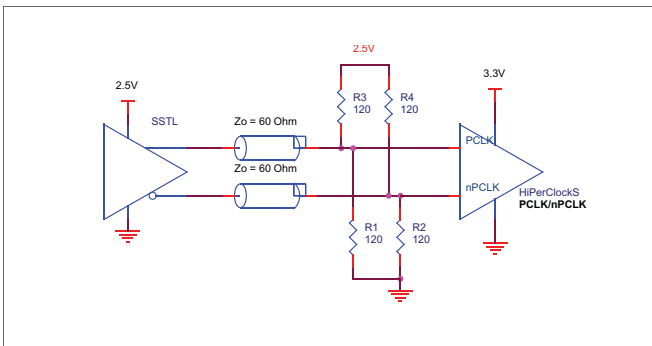 2.5V
2.5V
3.3V
SSTL
Zo = 60 Ohm
R3
120
R4
120
PCLK
Zo = 60 Ohm
nPCLK
HiPerClockS
PCLK/nPCLK
R1
120
R2
120